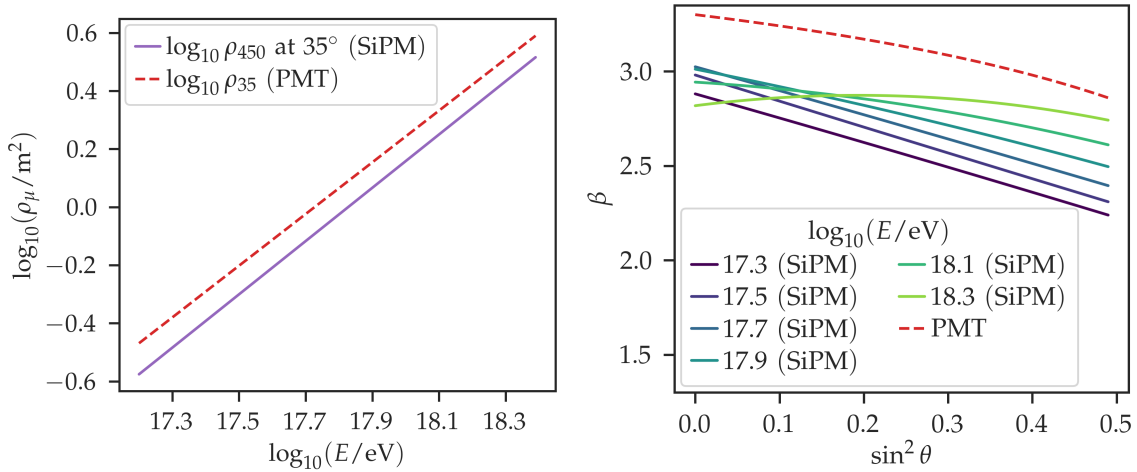 log₁₀ ρ₄₅₀ at 35° (SiPM)
log₁₀ ρ₃₅ (PMT)
log₁₀(ρ_μ/m²)
0.6
0.4
0.2
0.0
−0.2
−0.4
−0.6
17.3 17.5 17.7 17.9 18.1 18.3
log₁₀(E/eV)
β
3.0
2.5
2.0
1.5
log₁₀(E/eV)
17.3 (SiPM) 18.1 (SiPM)
17.5 (SiPM) 18.3 (SiPM)
17.7 (SiPM) PMT
17.9 (SiPM)
0.0 0.1 0.2 0.3 0.4 0.5
sin² θ